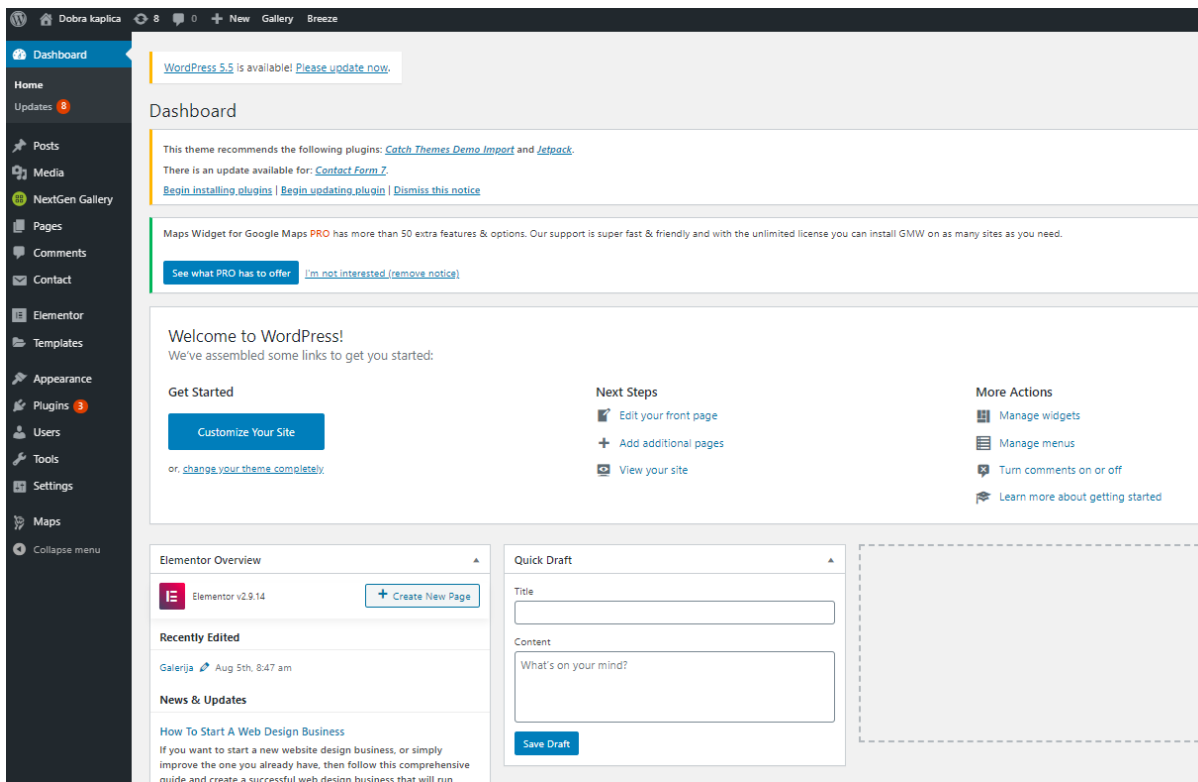 Dobra kaplica 8 0 New Gallery Breeze
Dashboard
Home
Updates 8
Posts
Media
NextGen Gallery
Pages
Comments
Contact
Elementor
Templates
Appearance
Plugins 3
Users
Tools
Settings
Maps
Collapse menu
WordPress 5.5 is available! Please update now.
Dashboard
This theme recommends the following plugins: Catch Themes Demo Import and Jetpack.
There is an update available for: Contact Form 7.
Begin installing plugins | Begin updating plugin | Dismiss this notice
Maps Widget for Google Maps PRO has more than 50 extra features & options. Our support is super fast & friendly and with the unlimited license you can install GMW on as many sites as you need.
See what PRO has to offer I'm not interested (remove notice)
Welcome to WordPress!
We've assembled some links to get you started:
Get Started
Customize Your Site
or, change your theme completely
Next Steps
Edit your front page
Add additional pages
View your site
More Actions
Manage widgets
Manage menus
Turn comments on or off
Learn more about getting started
Elementor Overview
Elementor v2.9.14 + Create New Page
Recently Edited
Galerija Aug 5th, 8:47 am
News & Updates
How To Start A Web Design Business
If you want to start a new website design business, or simply
improve the one you already have, then follow this comprehensive
guide and create a successful web design business that will run
Quick Draft
Title
Content
What's on your mind?
Save Draft